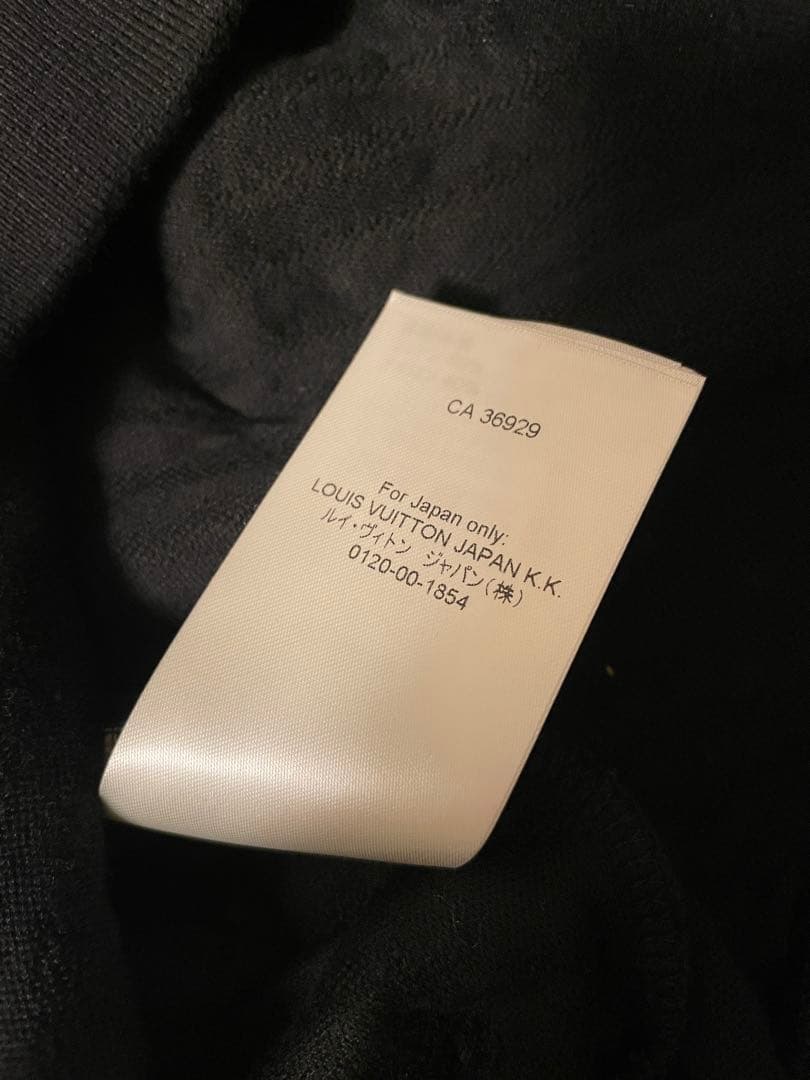 CA 36929
For Japan only:
LOUIS VUITTON JAPAN K.K.
ルイ・ヴィトン ジャパン(株)
0120-00-1854